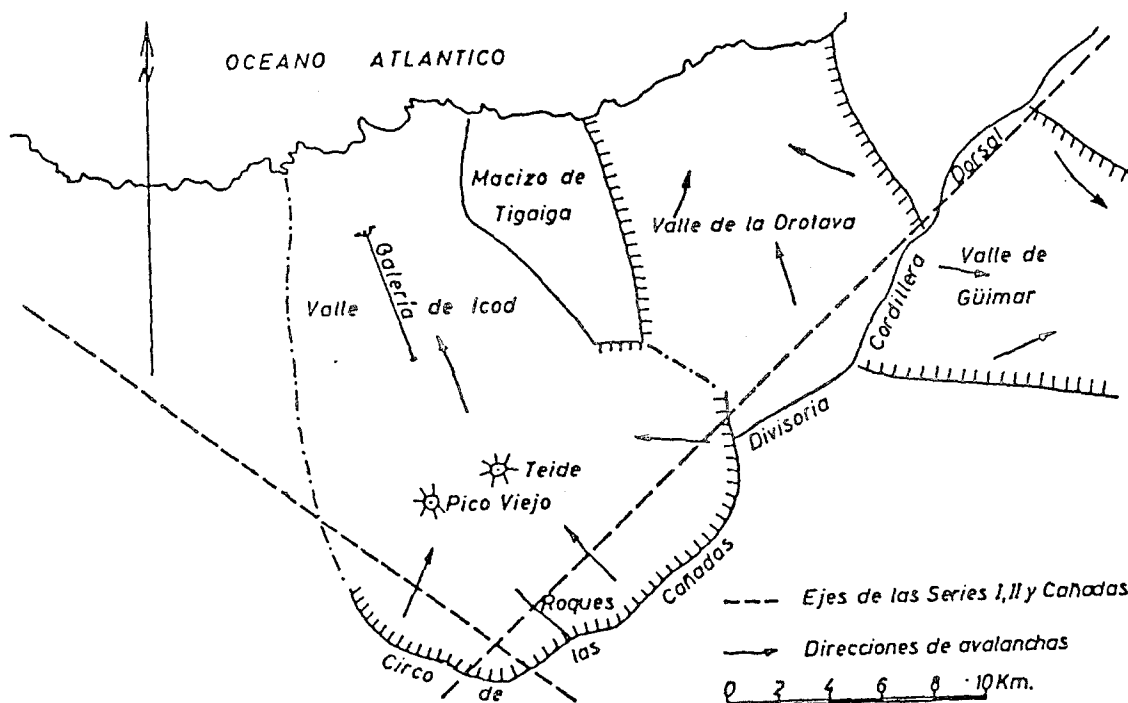 OCEANO ATLANTICO
Macizo de
Tigaiga
Valle de la Orotava
Dorsal
Cordillera
Divisoria
Valle de
Güimar
Galería
Valle de Icod
Teide
Pico Viejo
Roques
Circo de las Cañadas
Ejes de las Series I, II y Cañadas
Direcciones de avalanchas
0 2 4 6 8 10 Km.